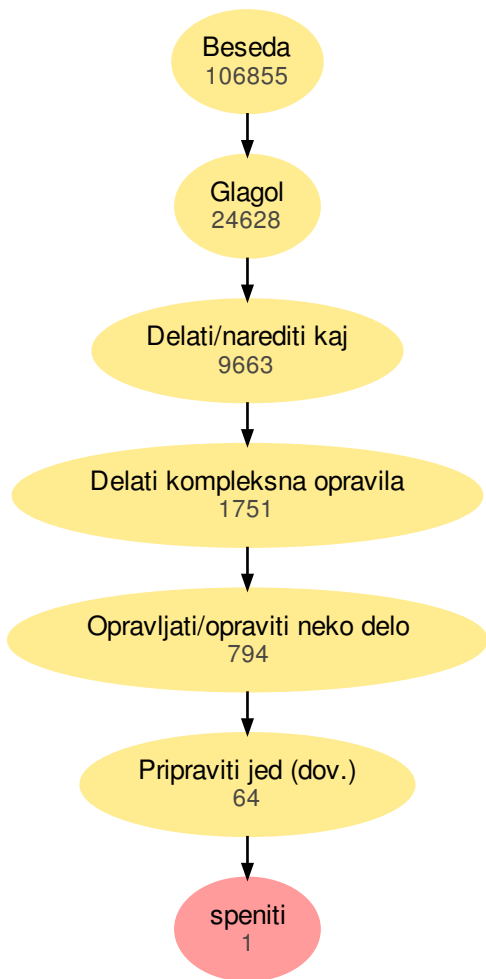 Beseda
106855
Glagol
24628
Delati/narediti kaj
9663
Delati kompleksna opravila
1751
Opravljati/opraviti neko delo
794
Pripraviti jed (dov.)
64
speniti
1